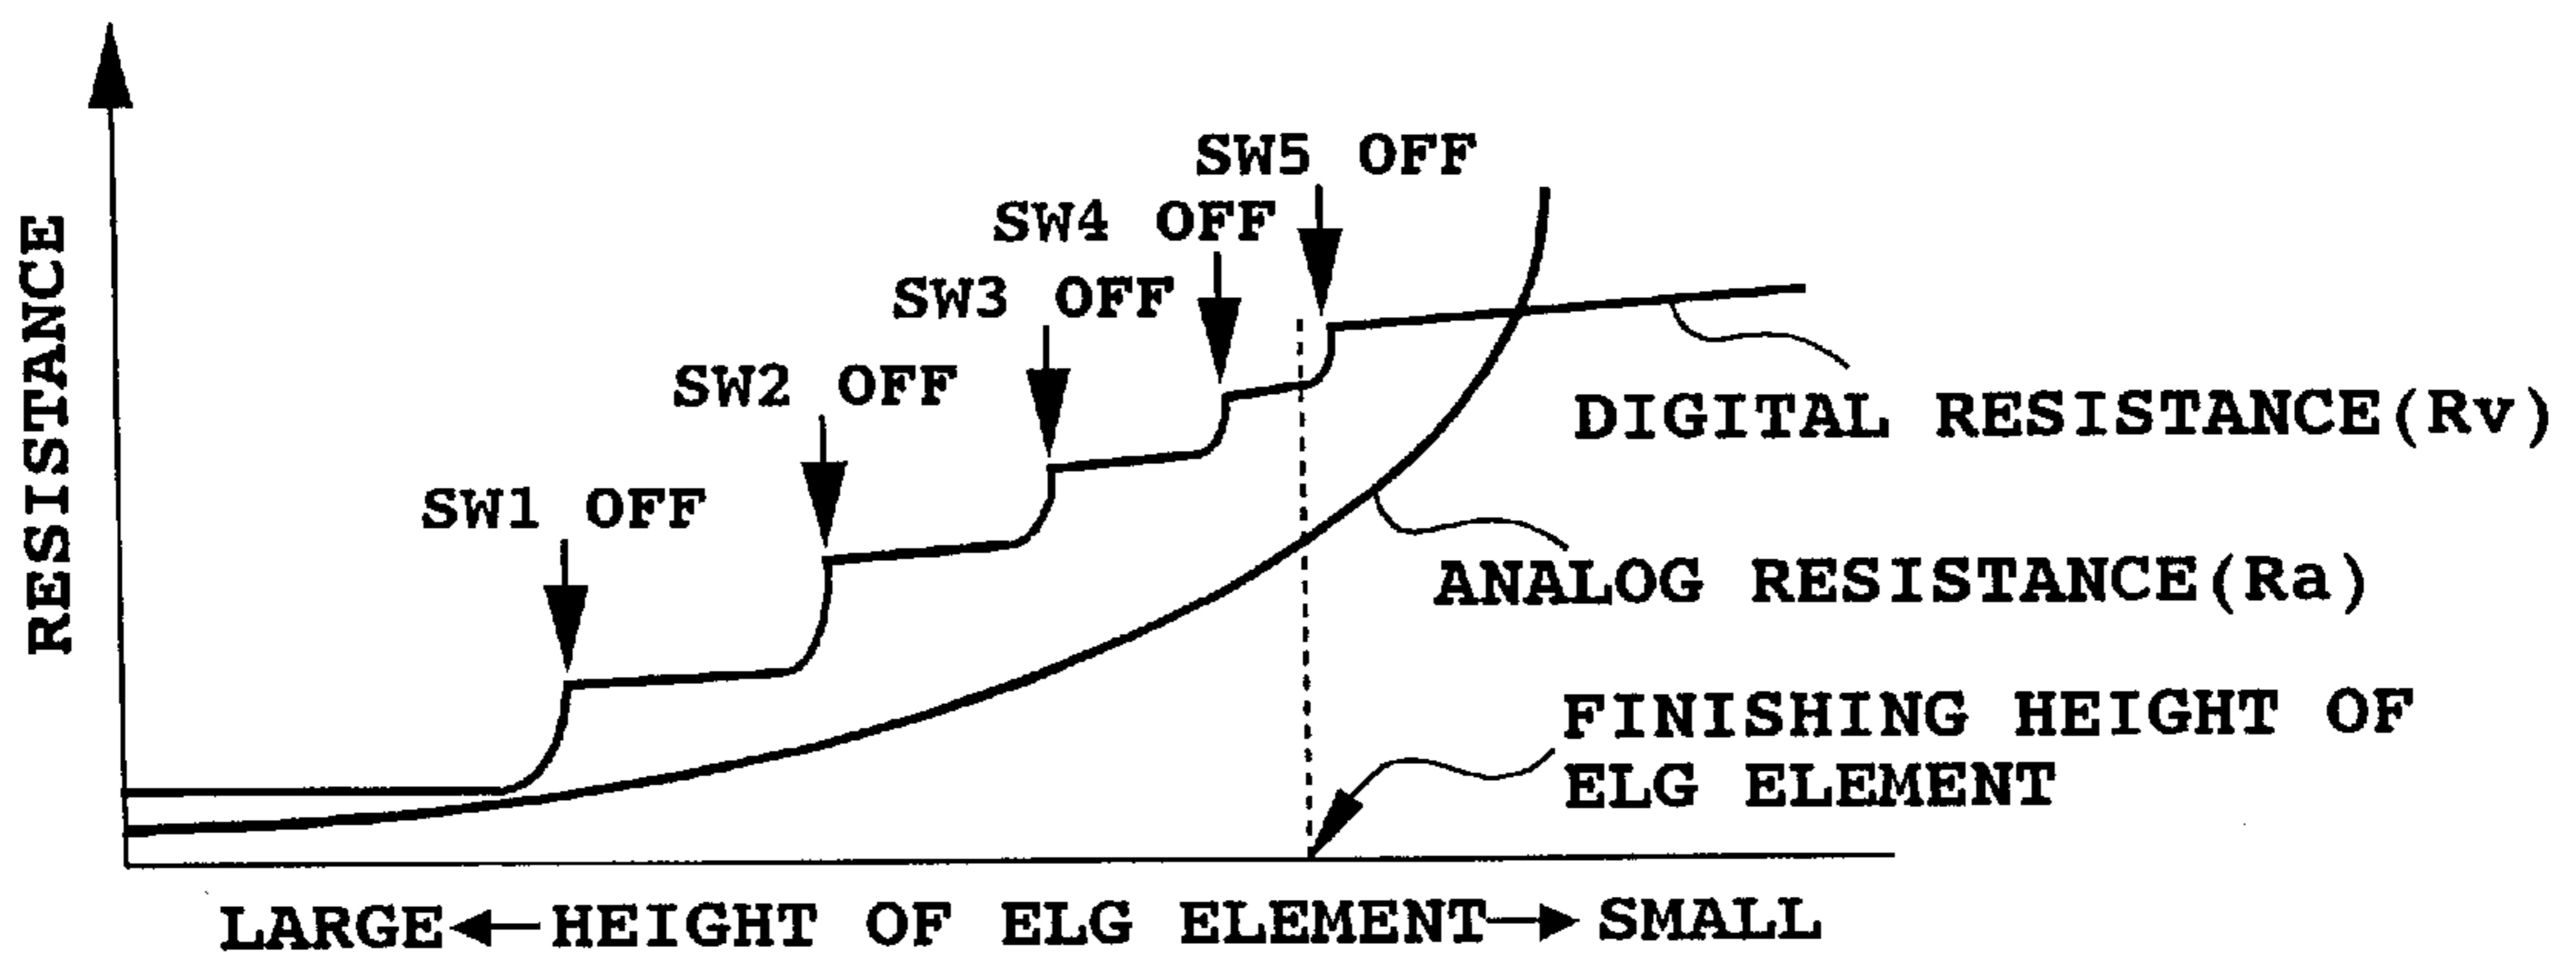 SW5 OFF
SW4 OFF
SW3 OFF
SW2 OFF
SW1 OFF
RESISTANCE
DIGITAL RESISTANCE(Rv)
ANALOG RESISTANCE(Ra)
FINISHING HEIGHT OF
ELG ELEMENT
LARGE←HEIGHT OF ELG ELEMENT→SMALL